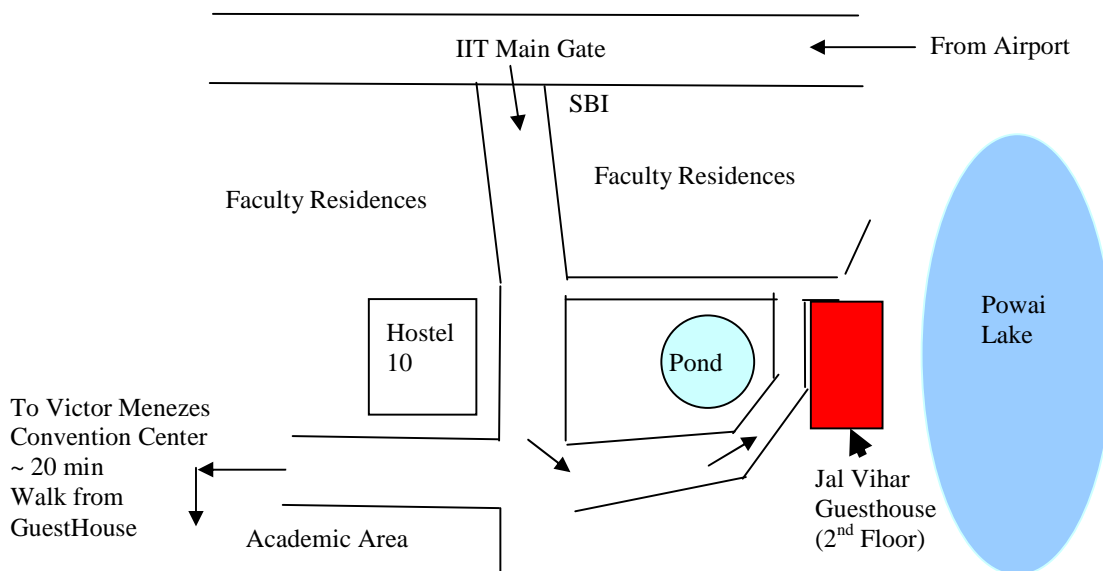 IIT Main Gate
From Airport
SBI
Faculty Residences
Faculty Residences
Hostel
10
Pond
Powai
Lake
To Victor Menezes
Convention Center
~ 20 min
Walk from
GuestHouse
Academic Area
Jal Vihar
Guesthouse
(2nd Floor)